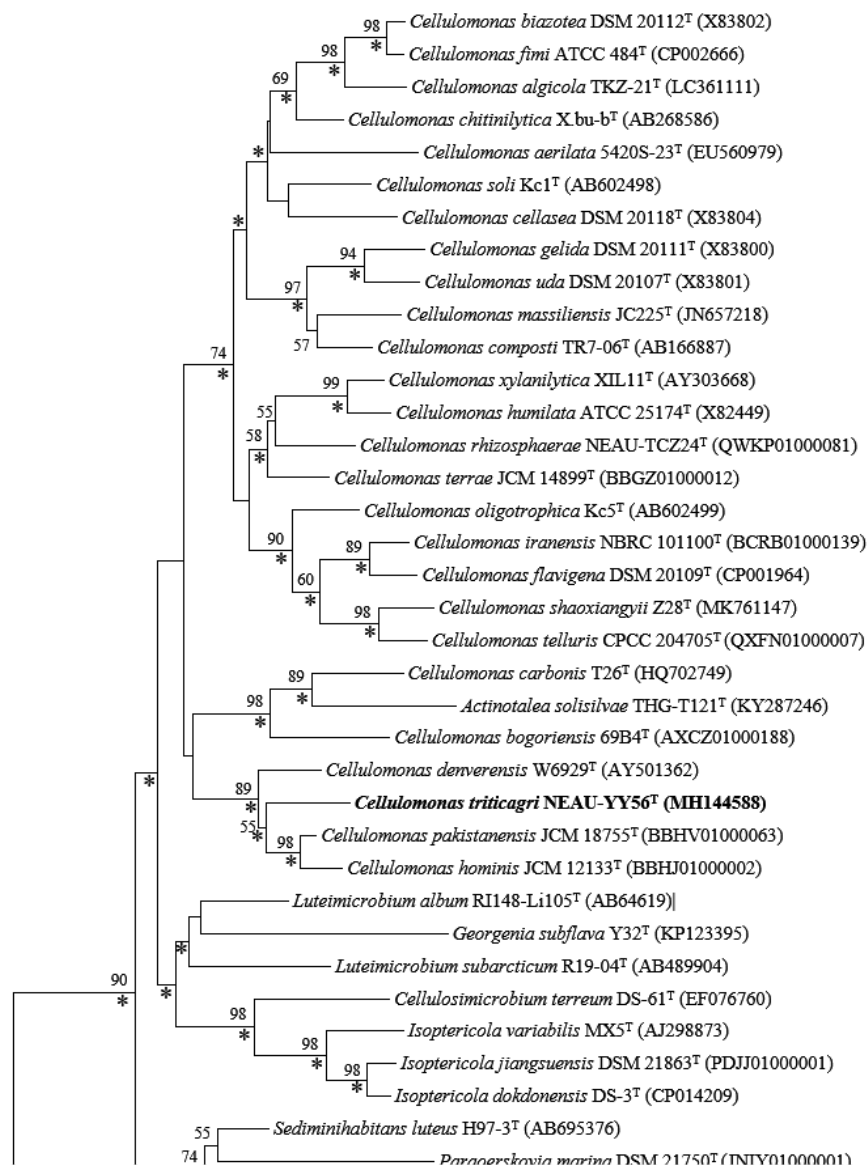 98 Cellulomonas biazotea DSM 20112ᵀ (X83802)
98 * Cellulomonas fimi ATCC 484ᵀ (CP002666)
69 * Cellulomonas algicola TKZ-21ᵀ (LC361111)
* Cellulomonas chitinilytica X.bu-bᵀ (AB268586)
* Cellulomonas aerilata 5420S-23ᵀ (EU560979)
Cellulomonas soli Kc1ᵀ (AB602498)
* Cellulomonas cellasea DSM 20118ᵀ (X83804)
94 Cellulomonas gelida DSM 20111ᵀ (X83800)
97 * Cellulomonas uda DSM 20107ᵀ (X83801)
* Cellulomonas massiliensis JC225ᵀ (JN657218)
74 57 Cellulomonas composti TR7-06ᵀ (AB166887)
* 99 Cellulomonas xylanilytica XIL11ᵀ (AY303668)
55 * Cellulomonas humilata ATCC 25174ᵀ (X82449)
58 Cellulomonas rhizosphaerae NEAU-TCZ24ᵀ (QWKP01000081)
* Cellulomonas terrae JCM 14899ᵀ (BBGZ01000012)
Cellulomonas oligotrophica Kc5ᵀ (AB602499)
90 89 Cellulomonas iranensis NBRC 101100ᵀ (BCRB01000139)
* 60 * Cellulomonas flavigena DSM 20109ᵀ (CP001964)
* 98 Cellulomonas shaoxiangyii Z28ᵀ (MK761147)
* Cellulomonas telluris CPCC 204705ᵀ (QXFN01000007)
89 Cellulomonas carbonis T26ᵀ (HQ702749)
98 * Actinotalea solisilvae THG-T121ᵀ (KY287246)
* Cellulomonas bogoriensis 69B4ᵀ (AXCZ01000188)
* 89 Cellulomonas denverensis W6929ᵀ (AY501362)
* Cellulomonas triticagri NEAU-YY56ᵀ (MH144588)
55 * 98 Cellulomonas pakistanensis JCM 18755ᵀ (BBHV01000063)
* Cellulomonas hominis JCM 12133ᵀ (BBHJ01000002)
Luteimicrobium album RI148-Li105ᵀ (AB64619)|
* Georgenia subflava Y32ᵀ (KP123395)
Luteimicrobium subarcticum R19-04ᵀ (AB489904)
90 * * 98 Cellulosimicrobium terreum DS-61ᵀ (EF076760)
* 98 Isoptericola variabilis MX5ᵀ (AJ298873)
* 98 Isoptericola jiangsuensis DSM 21863ᵀ (PDJJ01000001)
* Isoptericola dokdonensis DS-3ᵀ (CP014209)
55 Sediminihabitans luteus H97-3ᵀ (AB695376)
74 Paraoerskovia marina DSM 21750ᵀ (JNIY01000001)